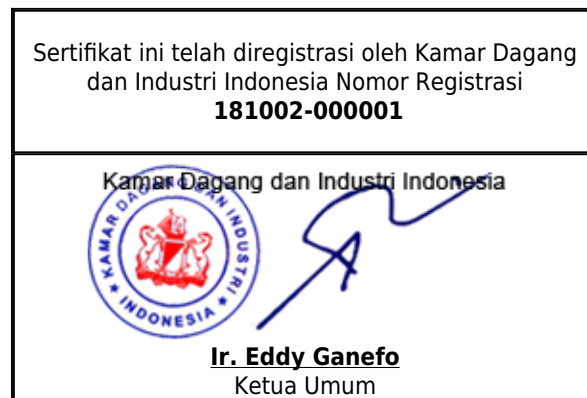 Sertifikat ini telah diregistrasi oleh Kamar Dagang
dan Industri Indonesia Nomor Registrasi
181002-000001
Kamar Dagang dan Industri Indonesia
KAMAR DAGANG DAN INDUSTRI
INDONESIA
Ir. Eddy Ganefo
Ketua Umum